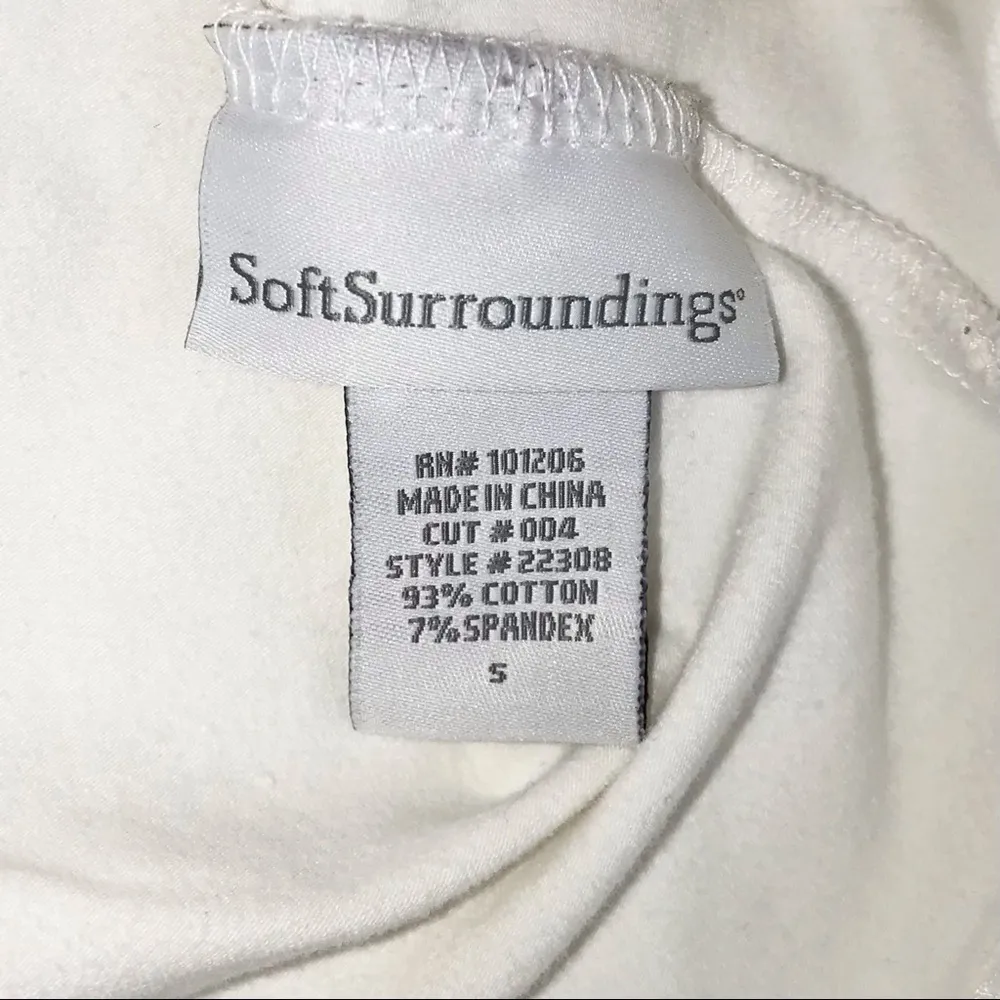 SoftSurroundings®
RN# 101206
MADE IN CHINA
CUT # 004
STYLE # 22308
93% COTTON
7% SPANDEX
S